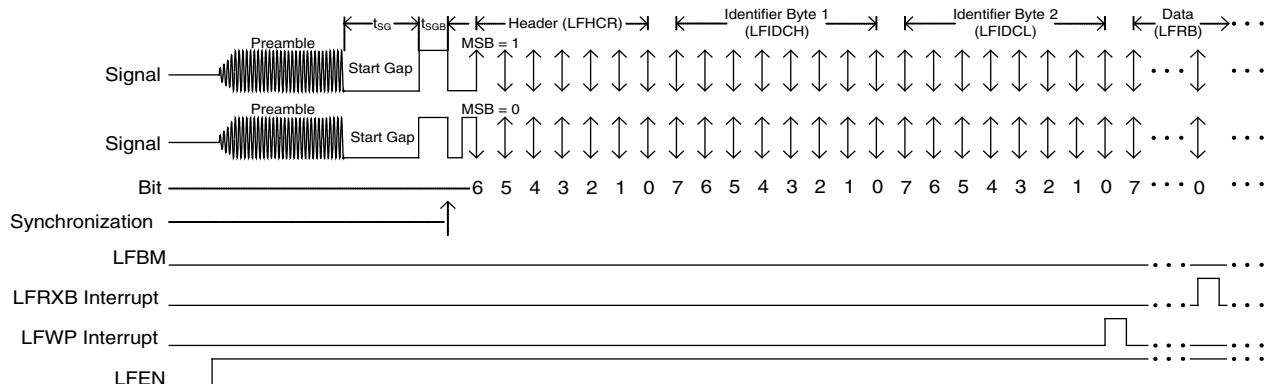 tSG tSGB Header (LFHCR) Identifier Byte 1 (LFIDCH) Identifier Byte 2 (LFIDCL) Data (LFRB)
Preamble MSB = 1
Signal Start Gap
Preamble MSB = 0
Signal Start Gap
Bit 6 5 4 3 2 1 0 7 6 5 4 3 2 1 0 7 6 5 4 3 2 1 0 7 0
Synchronization
LFBM
LFRXB Interrupt
LFWP Interrupt
LFEN